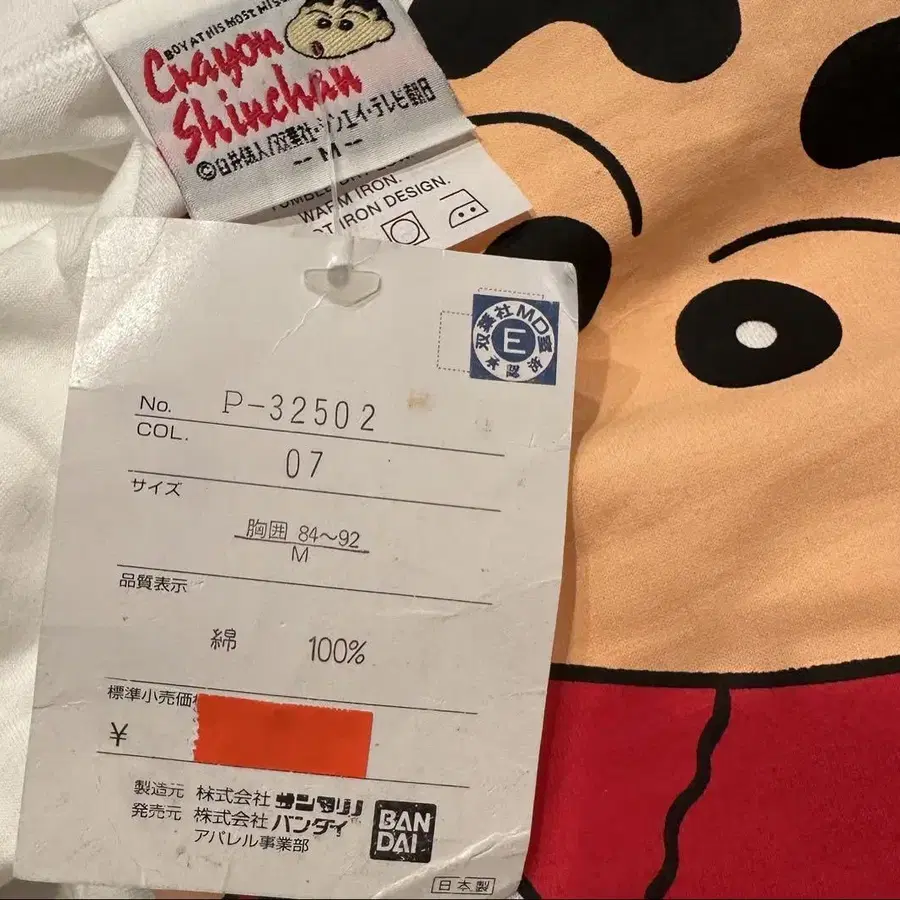 BOY AT HIS MOST MISC
Crayon
Shinchan
©臼井儀人/双葉社・シンエイ・テレビ朝日
-- M --
WARM IRON.
IRON DESIGN.
双葉社MD室
E
承認済
No. P-32502
COL. 07
サイズ
胸囲 84〜92
M
品質表示
綿 100%
標準小売価
¥
製造元 株式会社 サンマリノ
発売元 株式会社 バンダイ
アパレル事業部
BAN
DAI
日本製